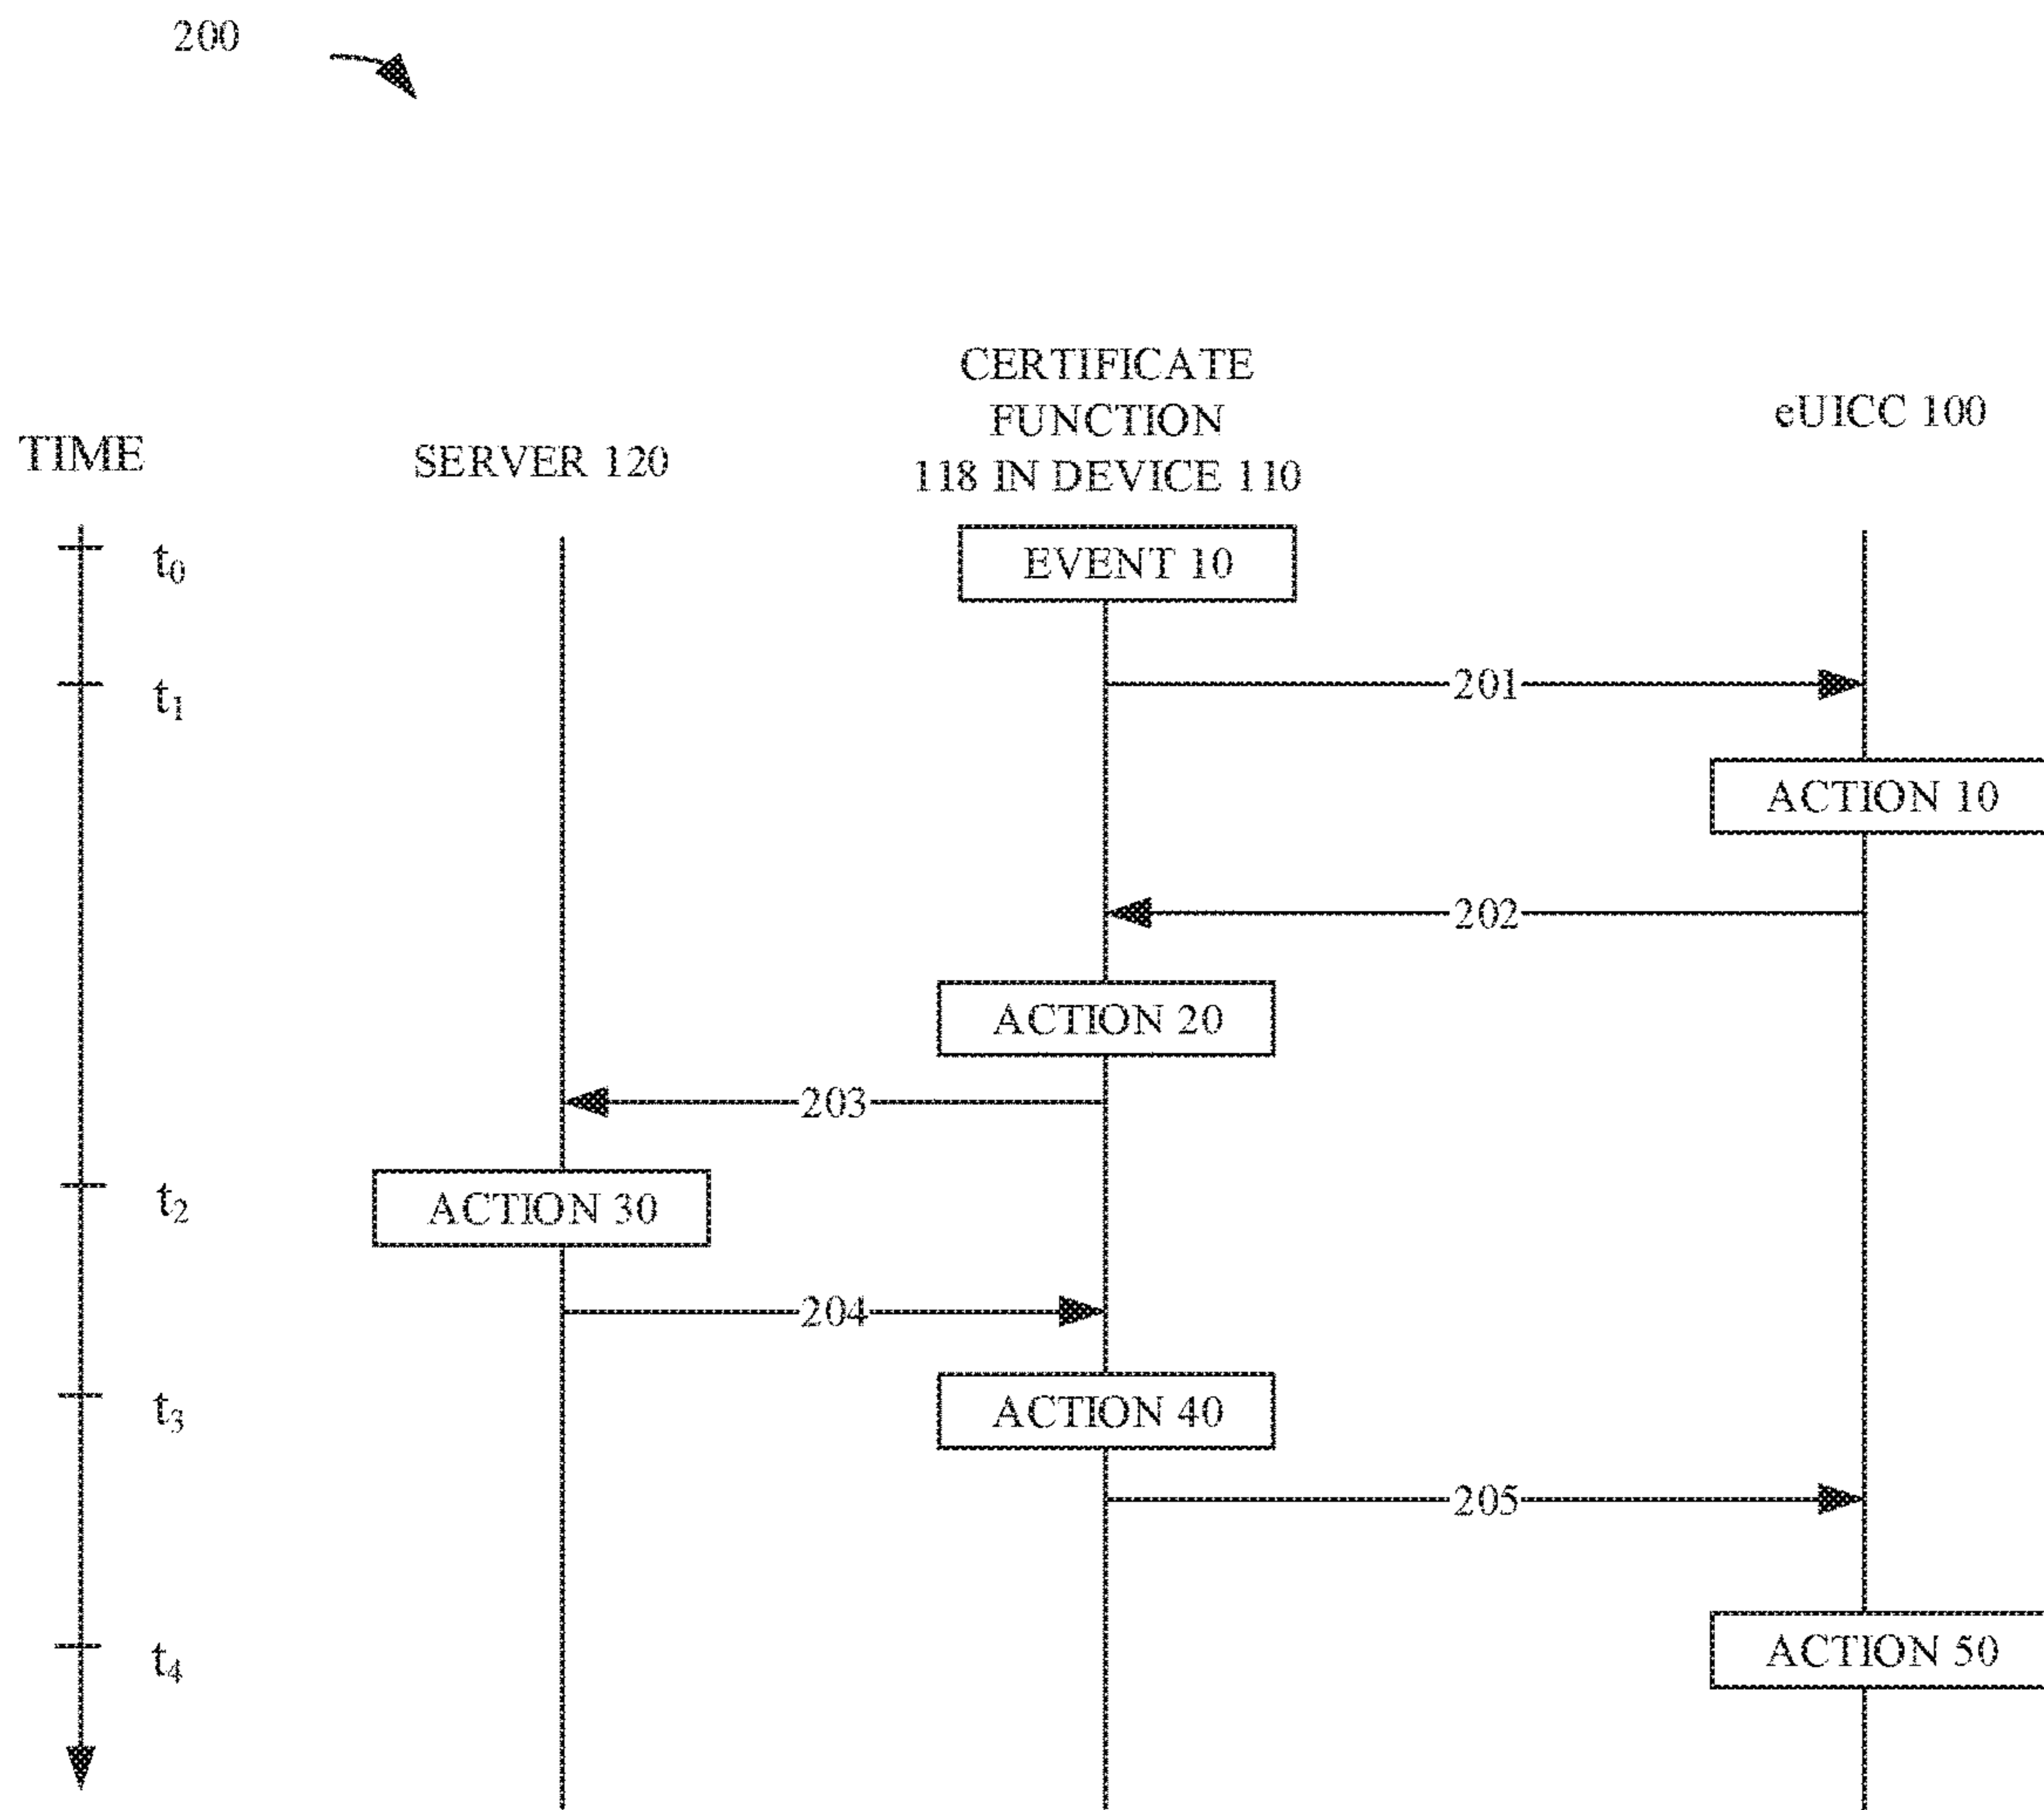 200
CERTIFICATE
FUNCTION
118 IN DEVICE 110
eUICC 100
TIME
SERVER 120
t₀
EVENT 10
t₁
201
ACTION 10
202
ACTION 20
203
t₂
ACTION 30
204
t₃
ACTION 40
205
t₄
ACTION 50